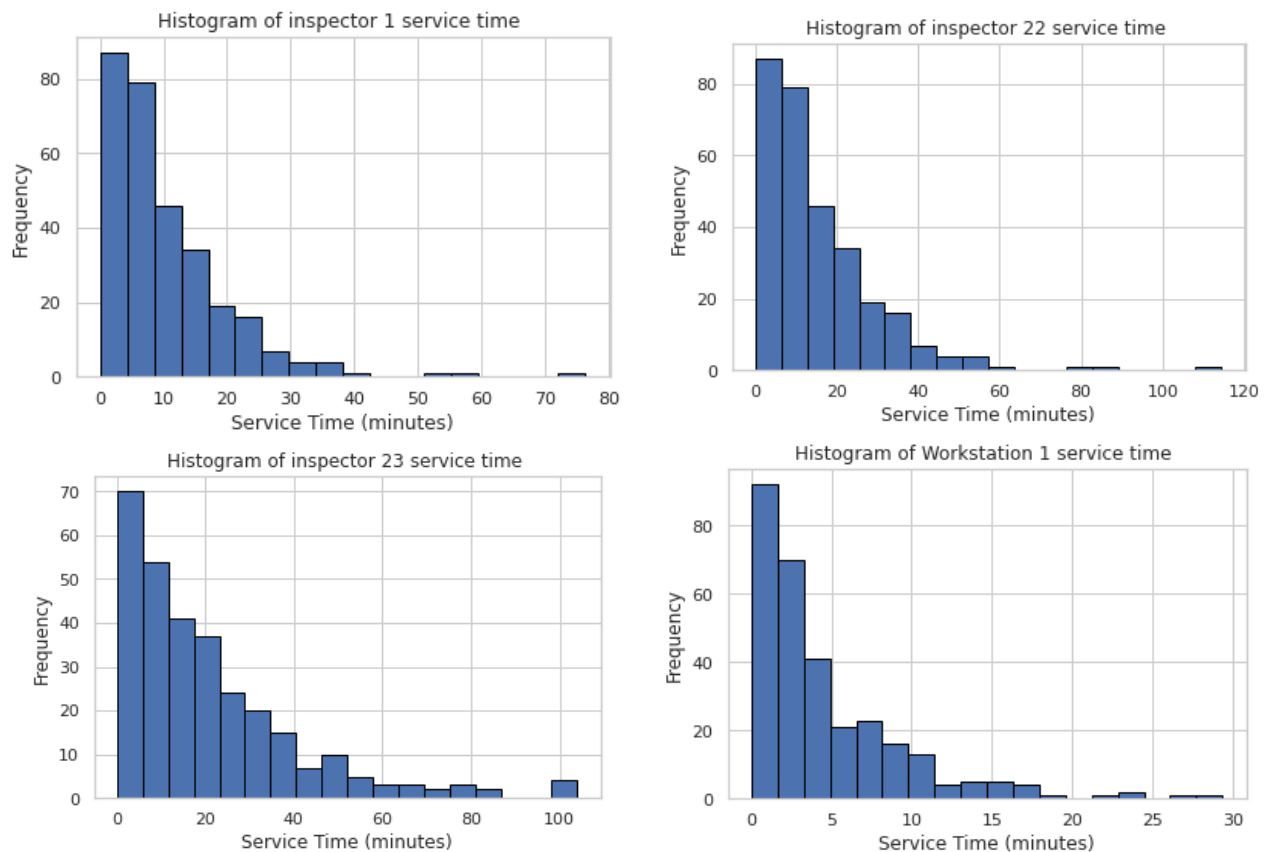 Histogram of inspector 1 service time
80
60
40
20
0
Frequency
0 10 20 30 40 50 60 70 80
Service Time (minutes)
Histogram of inspector 22 service time
80
60
40
20
0
Frequency
0 20 40 60 80 100 120
Service Time (minutes)
Histogram of inspector 23 service time
70
60
50
40
30
20
10
0
Frequency
0 20 40 60 80 100
Service Time (minutes)
Histogram of Workstation 1 service time
80
60
40
20
0
Frequency
0 5 10 15 20 25 30
Service Time (minutes)